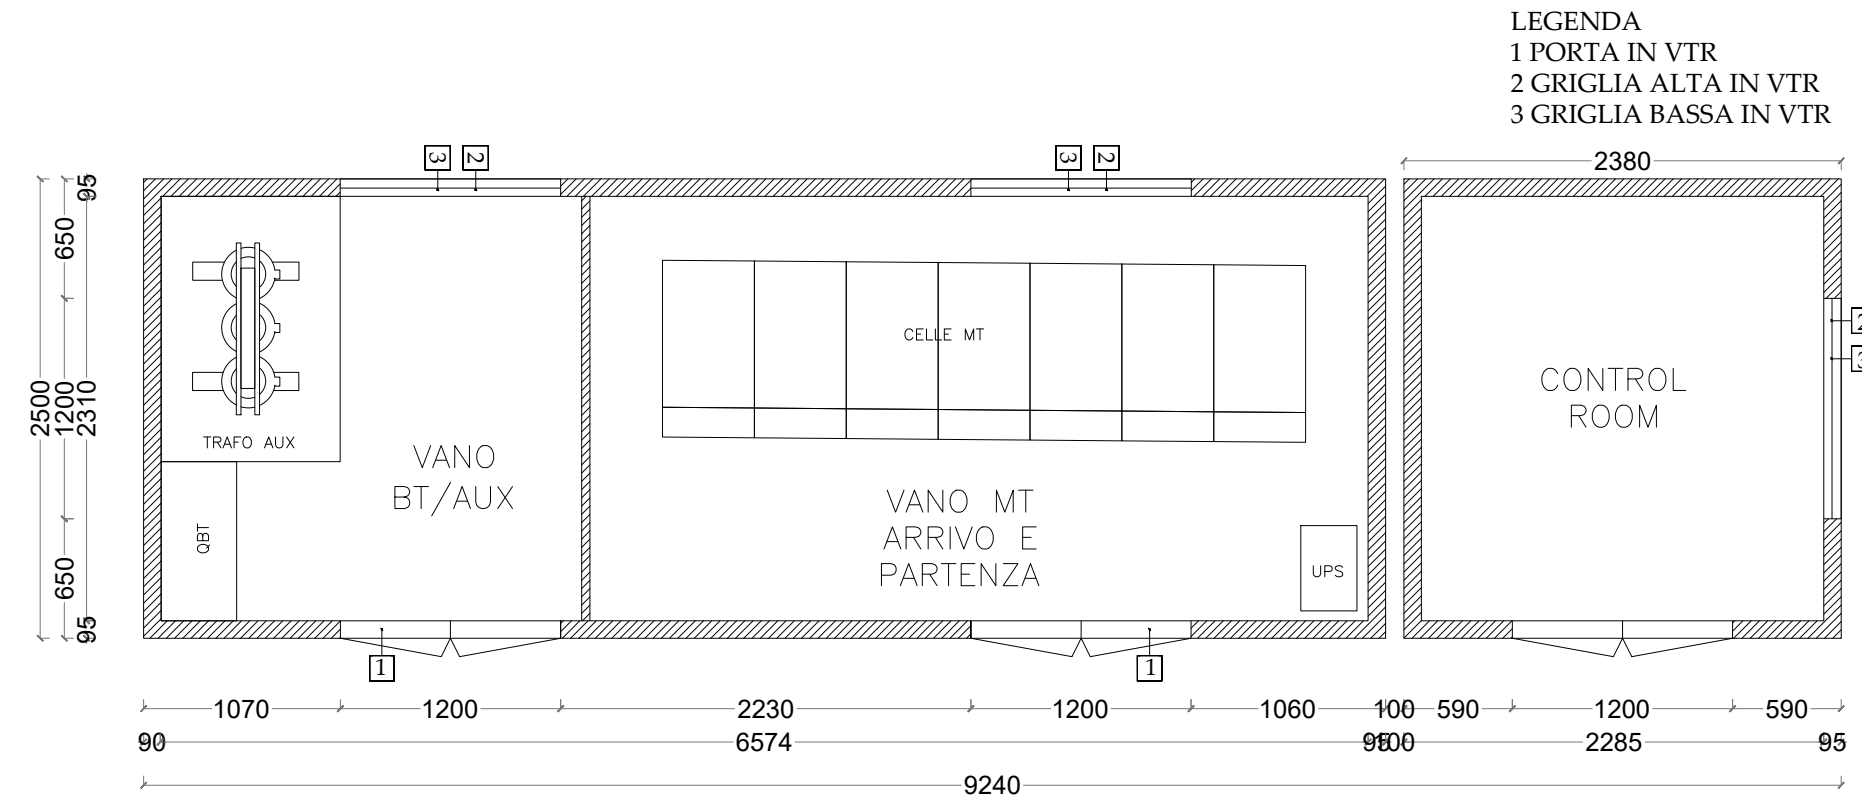 LEGENDA
1 PORTA IN VTR
2 GRIGLIA ALTA IN VTR
3 GRIGLIA BASSA IN VTR
2380
3
2
3
2
95
650
2500
1200
2310
650
95
TRAFO AUX
QBT
VANO
BT/AUX
CELLE MT
VANO MT
ARRIVO E
PARTENZA
UPS
CONTROL
ROOM
2
3
1
1
1070
1200
2230
1200
1060
100
590
1200
590
90
6574
100
2285
95
9240